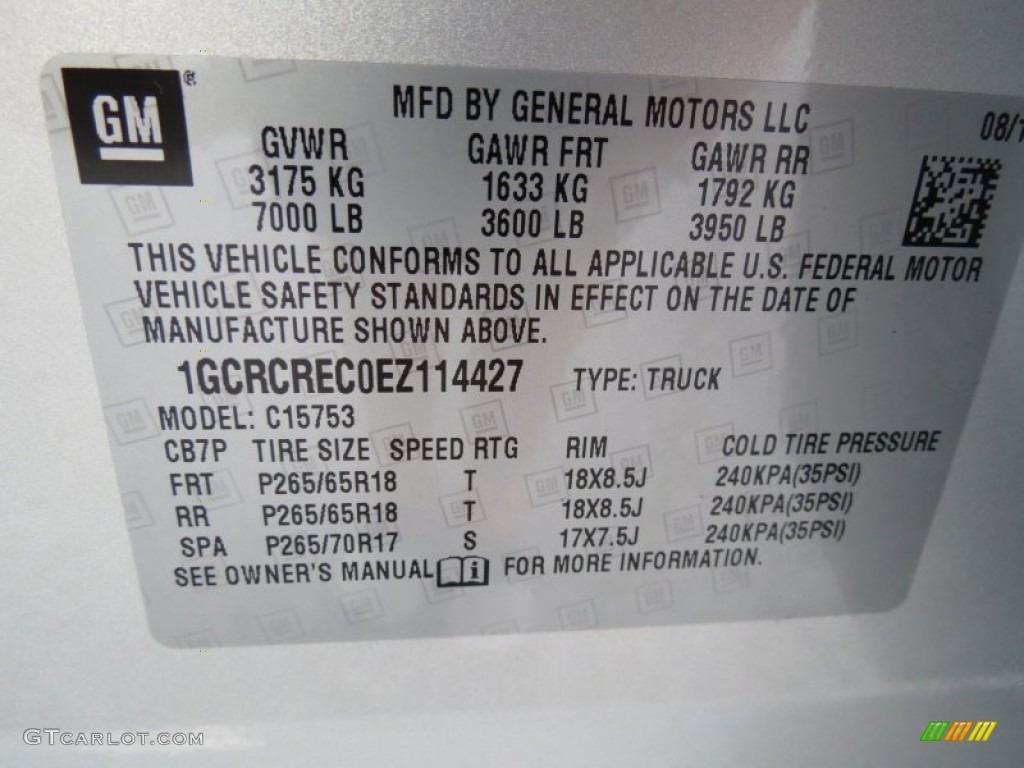 GM ®
MFD BY GENERAL MOTORS LLC 08/1
GVWR GAWR FRT GAWR RR
3175 KG 1633 KG 1792 KG
7000 LB 3600 LB 3950 LB
THIS VEHICLE CONFORMS TO ALL APPLICABLE U.S. FEDERAL MOTOR
VEHICLE SAFETY STANDARDS IN EFFECT ON THE DATE OF
MANUFACTURE SHOWN ABOVE.
1GCRCREC0EZ114427 TYPE: TRUCK
MODEL: C15753
CB7P TIRE SIZE SPEED RTG RIM COLD TIRE PRESSURE
FRT P265/65R18 T 18X8.5J 240KPA(35PSI)
RR P265/65R18 T 18X8.5J 240KPA(35PSI)
SPA P265/70R17 S 17X7.5J 240KPA(35PSI)
SEE OWNER'S MANUAL i FOR MORE INFORMATION.
GTCARLOT.COM